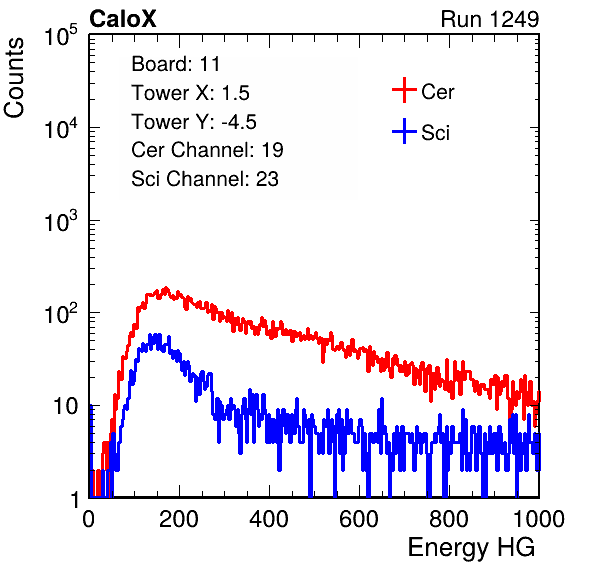 CaloX Run 1249
Counts
10^5
10^4
10^3
10^2
10
1
Board: 11
Tower X: 1.5
Tower Y: -4.5
Cer Channel: 19
Sci Channel: 23
Cer
Sci
0 200 400 600 800 1000
Energy HG